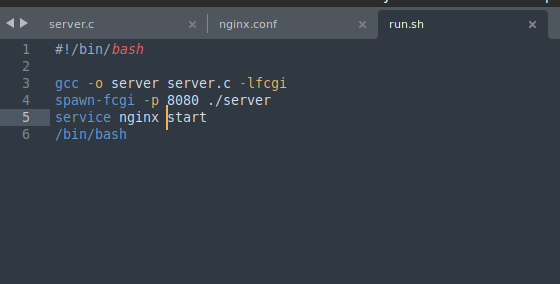 server.c × nginx.conf × run.sh ×
1 #!/bin/bash
2
3 gcc -o server server.c -lfcgi
4 spawn-fcgi -p 8080 ./server
5 service nginx start
6 /bin/bash